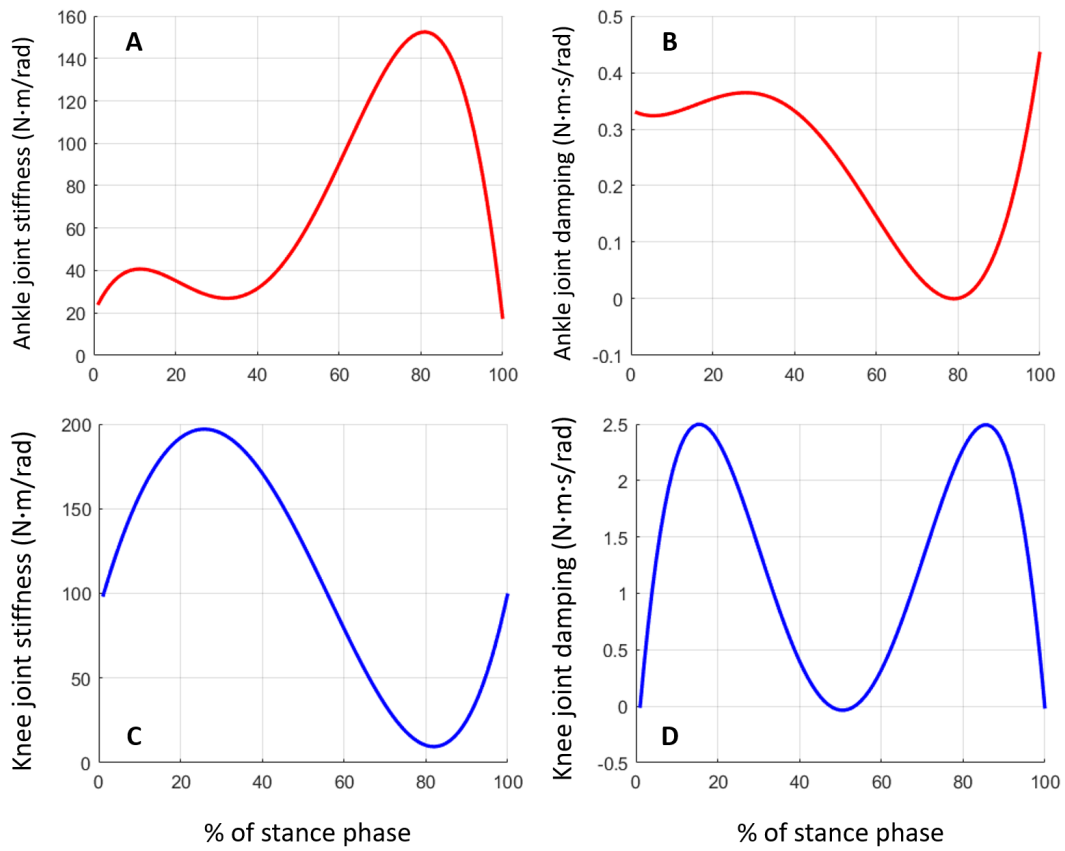 A
Ankle joint stiffness (N·m/rad)
160
140
120
100
80
60
40
20
0
0 20 40 60 80 100
B
Ankle joint damping (N·m·s/rad)
0.5
0.4
0.3
0.2
0.1
0
-0.1
0 20 40 60 80 100
C
Knee joint stiffness (N·m/rad)
200
150
100
50
0
0 20 40 60 80 100
% of stance phase
D
Knee joint damping (N·m·s/rad)
2.5
2
1.5
1
0.5
0
-0.5
0 20 40 60 80 100
% of stance phase